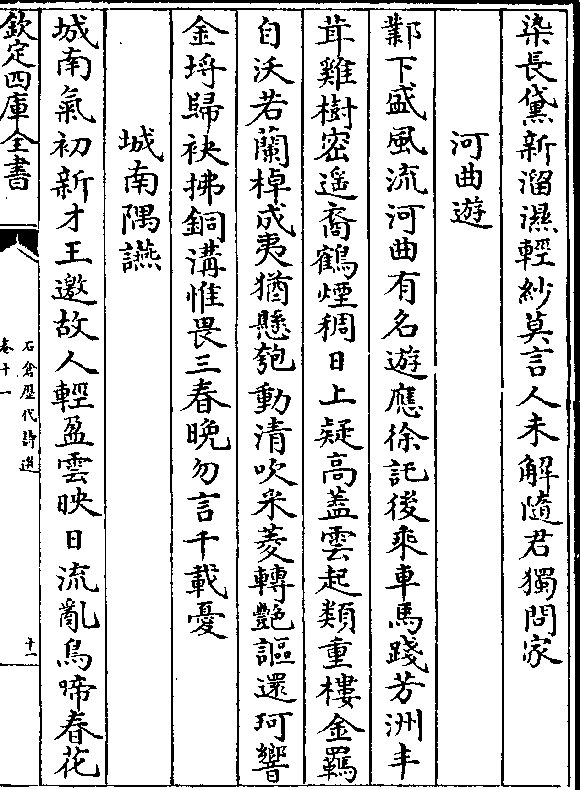 染長黛新溜濕輕紗莫言人未解隨君獨問家
河曲遊
鄴下盛風流河曲有名遊應徐託後乘車馬踐芳洲丰
茸雞樹密遥裔鶴煙稠日上疑高蓋雲起類重樓金羈
自沃若蘭棹成夷猶懸匏動清吹采菱轉艷謳還珂響
金埒歸袂拂銅溝惟畏三春晚勿言千載憂
城南隅讌
城南氣初新才王邀故人輕盈雲映日流亂鳥啼春花
欽定四庫全書
石倉歷代詩選
卷十一
十一